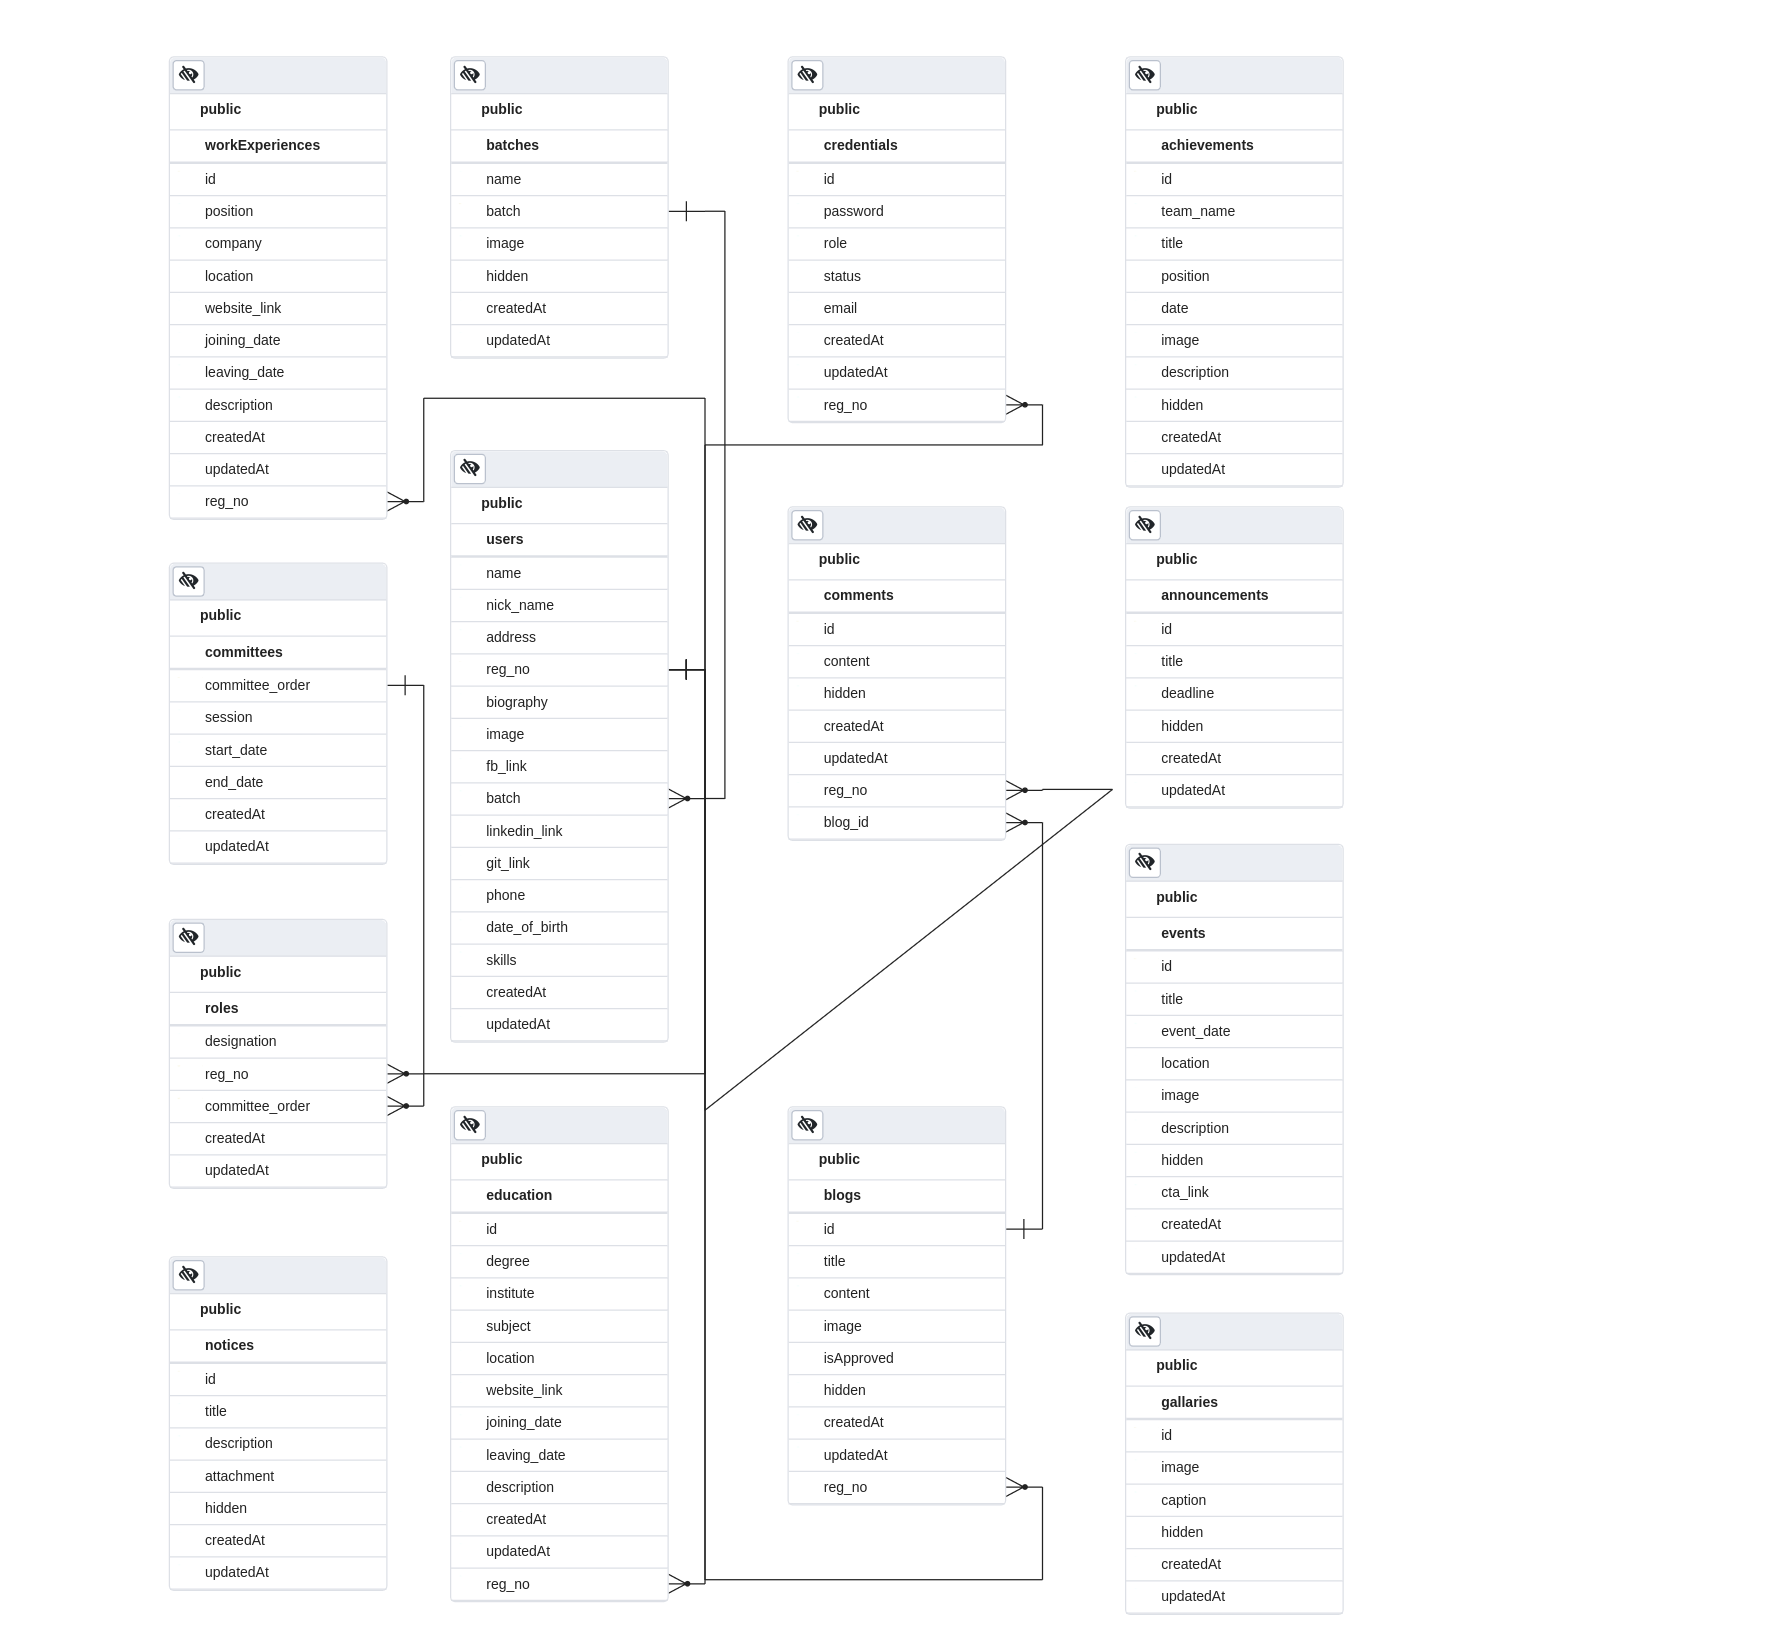 public
workExperiences
id
position
company
location
website_link
joining_date
leaving_date
description
createdAt
updatedAt
reg_no
public
committees
committee_order
session
start_date
end_date
createdAt
updatedAt
public
roles
designation
reg_no
committee_order
createdAt
updatedAt
public
notices
id
title
description
attachment
hidden
createdAt
updatedAt
public
batches
name
batch
image
hidden
createdAt
updatedAt
public
users
name
nick_name
address
reg_no
biography
image
fb_link
batch
linkedin_link
git_link
phone
date_of_birth
skills
createdAt
updatedAt
public
education
id
degree
institute
subject
location
website_link
joining_date
leaving_date
description
createdAt
updatedAt
reg_no
public
credentials
id
password
role
status
email
createdAt
updatedAt
reg_no
public
comments
id
content
hidden
createdAt
updatedAt
reg_no
blog_id
public
blogs
id
title
content
image
isApproved
hidden
createdAt
updatedAt
reg_no
public
achievements
id
team_name
title
position
date
image
description
hidden
createdAt
updatedAt
public
announcements
id
title
deadline
hidden
createdAt
updatedAt
public
events
id
title
event_date
location
image
description
hidden
cta_link
createdAt
updatedAt
public
gallaries
id
image
caption
hidden
createdAt
updatedAt